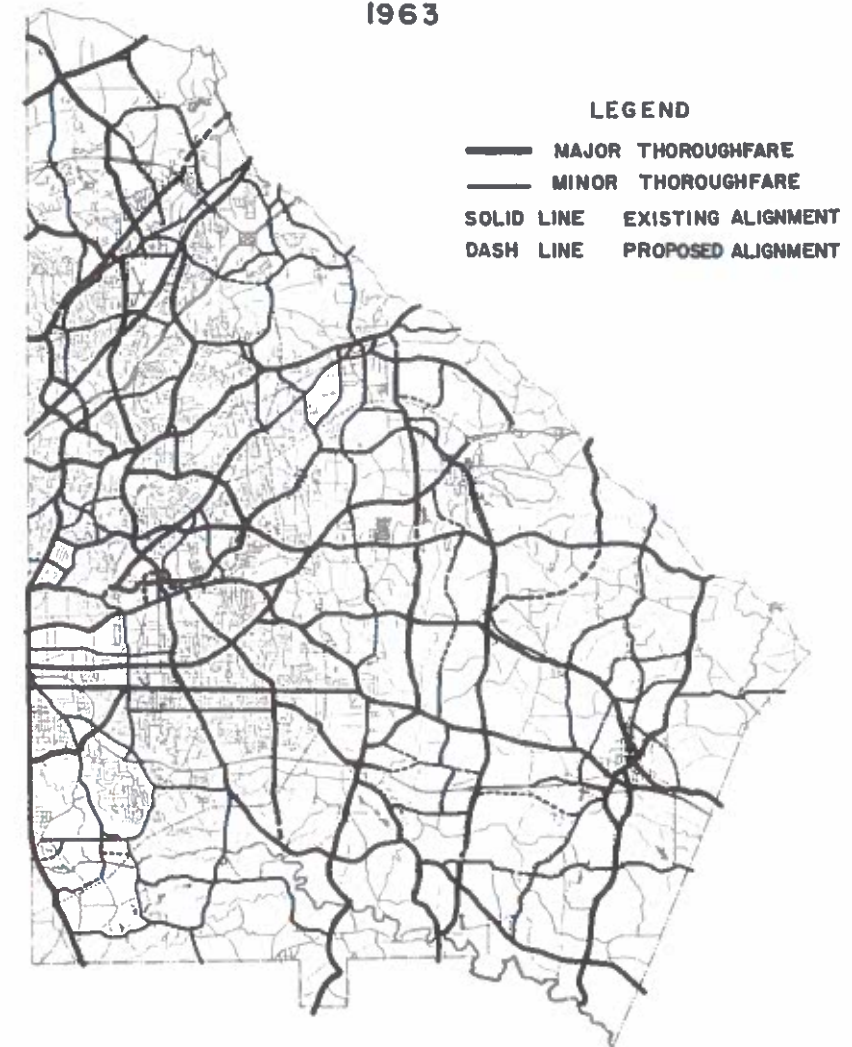 1963
LEGEND
MAJOR THOROUGHFARE
MINOR THOROUGHFARE
SOLID LINE EXISTING ALIGNMENT
DASH LINE PROPOSED ALIGNMENT